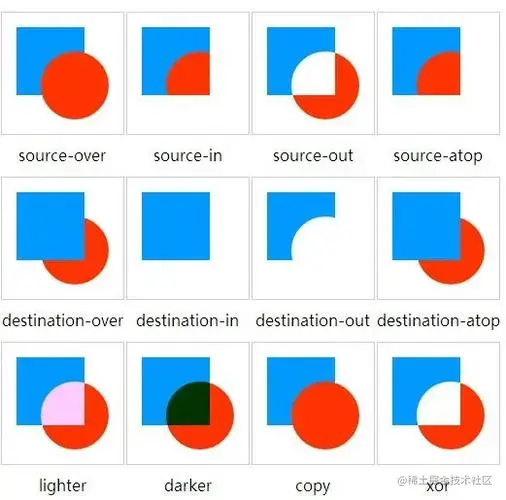 source-over source-in source-out source-atop
destination-over destination-in destination-out destination-atop
lighter darker copy xor
@稀土掘金技术社区